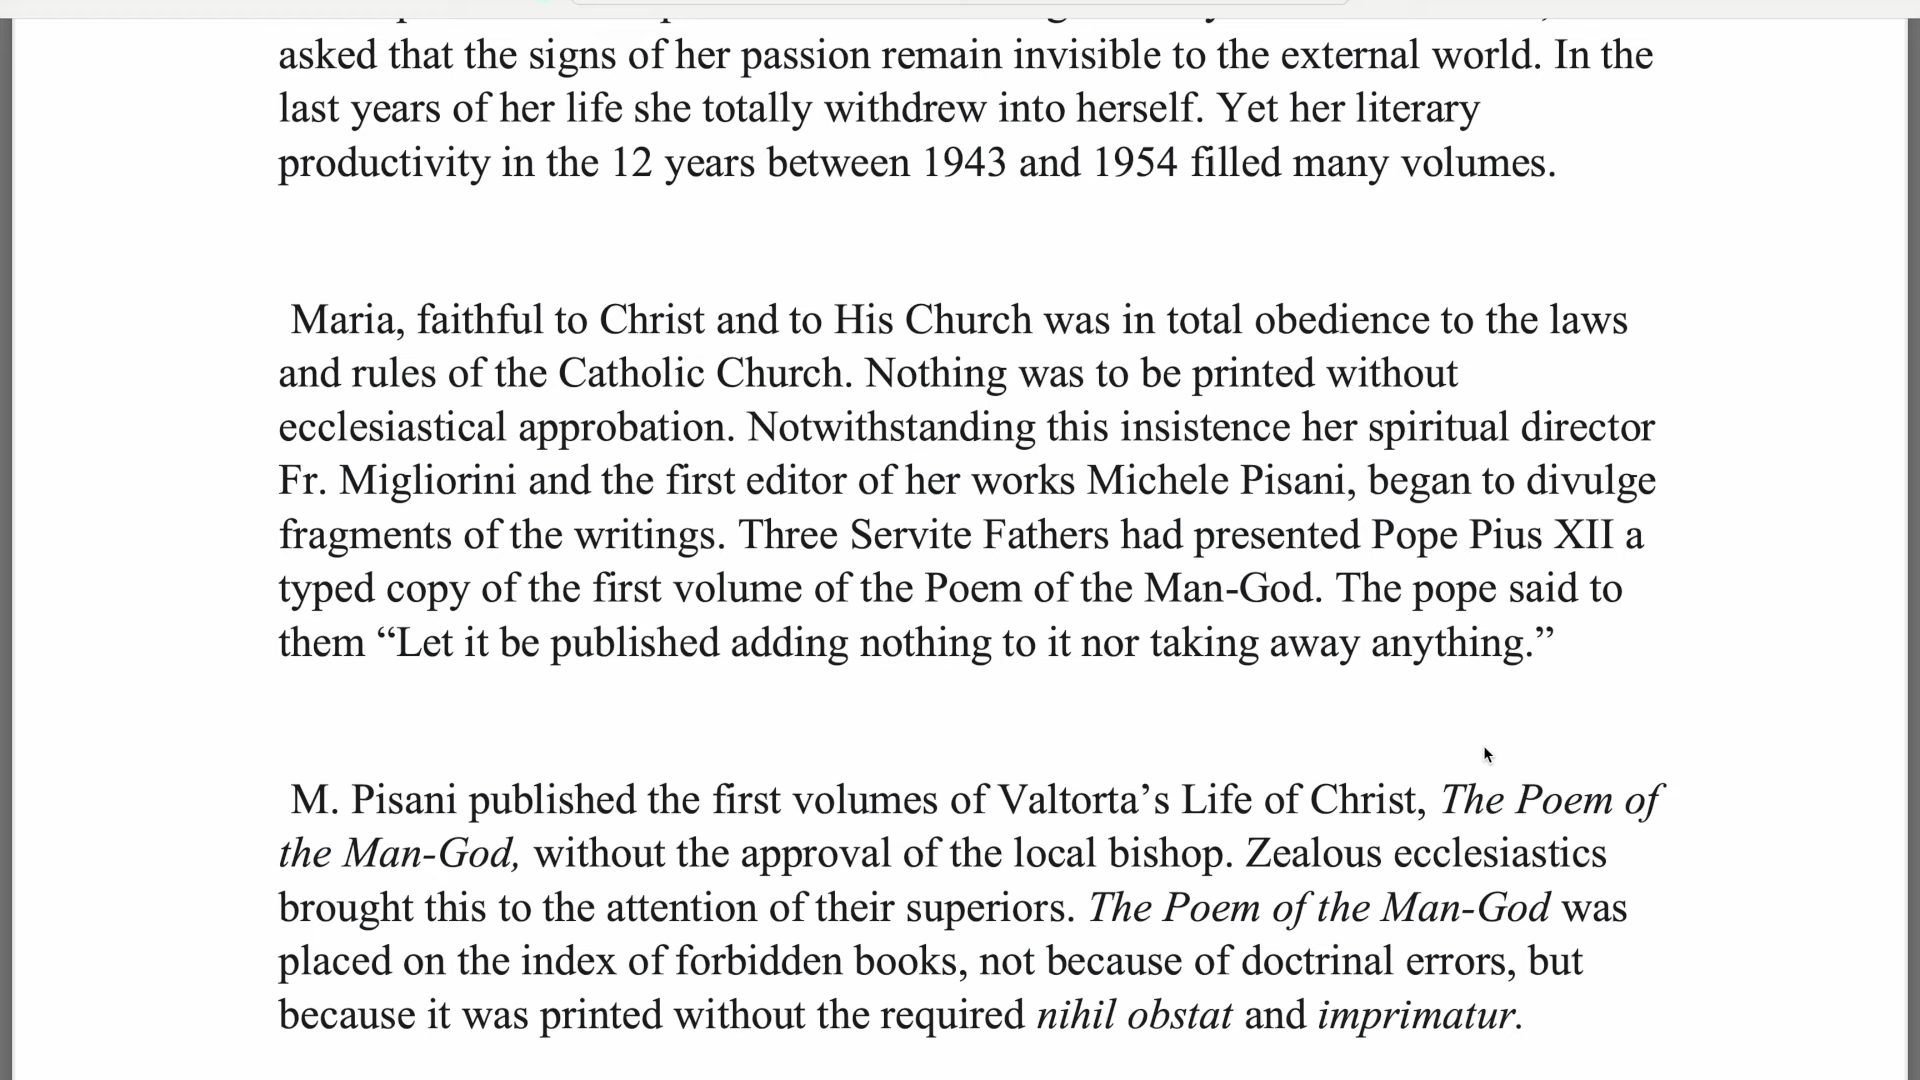 asked that the signs of her passion remain invisible to the external world. In the
last years of her life she totally withdrew into herself. Yet her literary
productivity in the 12 years between 1943 and 1954 filled many volumes.
Maria, faithful to Christ and to His Church was in total obedience to the laws
and rules of the Catholic Church. Nothing was to be printed without
ecclesiastical approbation. Notwithstanding this insistence her spiritual director
Fr. Migliorini and the first editor of her works Michele Pisani, began to divulge
fragments of the writings. Three Servite Fathers had presented Pope Pius XII a
typed copy of the first volume of the Poem of the Man-God. The pope said to
them “Let it be published adding nothing to it nor taking away anything.”
M. Pisani published the first volumes of Valtorta’s Life of Christ, The Poem of
the Man-God, without the approval of the local bishop. Zealous ecclesiastics
brought this to the attention of their superiors. The Poem of the Man-God was
placed on the index of forbidden books, not because of doctrinal errors, but
because it was printed without the required nihil obstat and imprimatur.